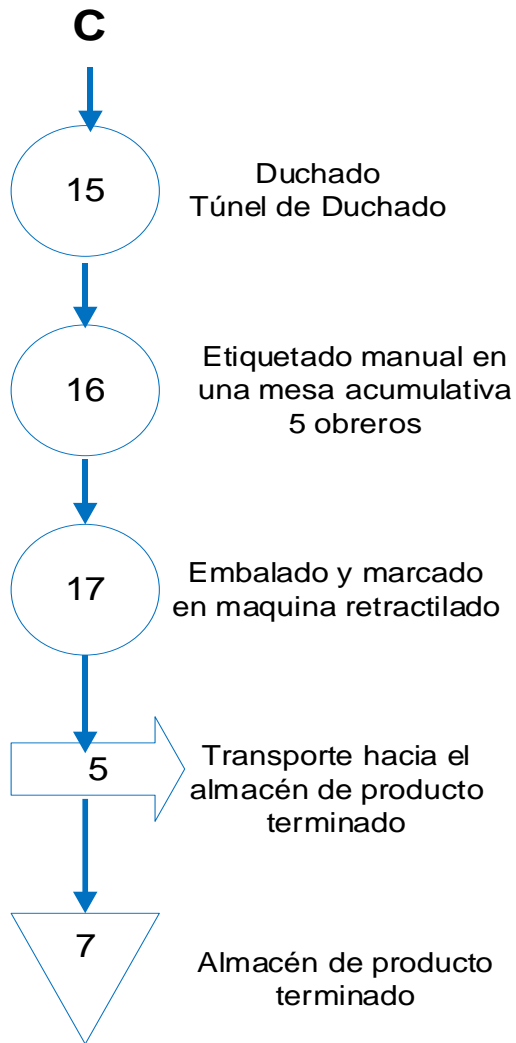 C
15
Duchado
Túnel de Duchado
16
Etiquetado manual en
una mesa acumulativa
5 obreros
17
Embalado y marcado
en maquina retractilado
5
Transporte hacia el
almacén de producto
terminado
7
Almacén de producto
terminado